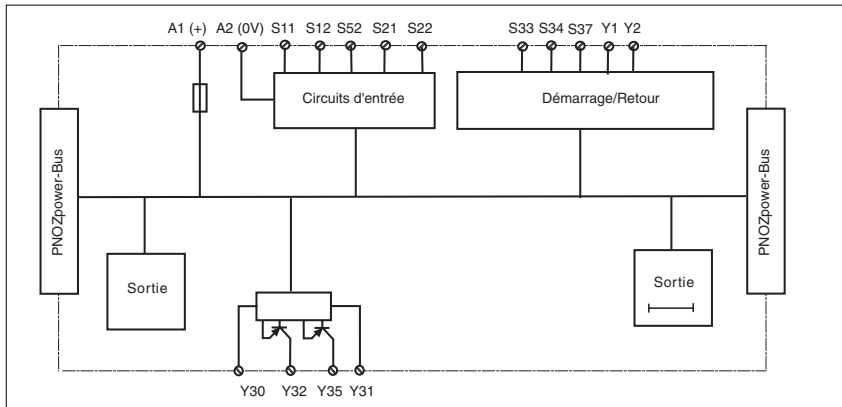 A1 (+) A2 (0V) S11 S12 S52 S21 S22 S33 S34 S37 Y1 Y2
Circuits d'entrée
Démarrage/Retour
PNOZpower-Bus
PNOZpower-Bus
Sortie
Sortie
Y30 Y32 Y35 Y31